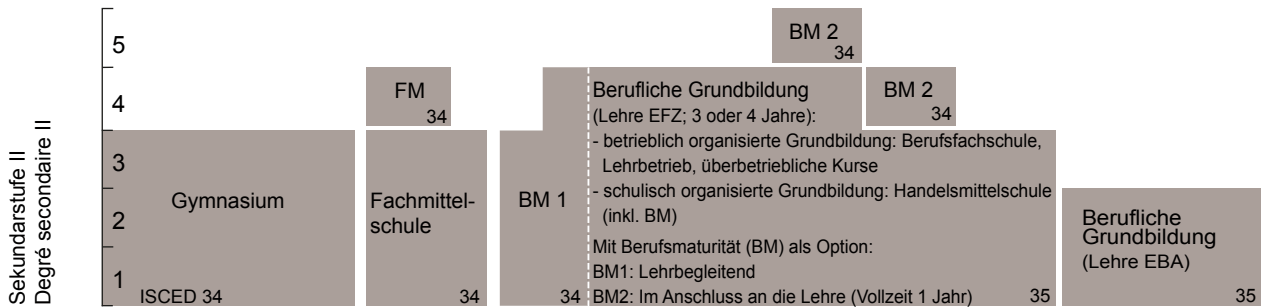 Sekundarstufe II
Degré secondaire II
5
4
3
2
1
Gymnasium
ISCED 34
FM
34
Fachmittel-
schule
34
BM 1
34
BM 2
34
BM 2
34
Berufliche Grundbildung
(Lehre EFZ; 3 oder 4 Jahre):
- betrieblich organisierte Grundbildung: Berufsfachschule,
Lehrbetrieb, überbetriebliche Kurse
- schulisch organisierte Grundbildung: Handelsmittelschule
(inkl. BM)
Mit Berufsmaturität (BM) als Option:
BM1: Lehrbegleitend
BM2: Im Anschluss an die Lehre (Vollzeit 1 Jahr)
35
Berufliche
Grundbildung
(Lehre EBA)
35